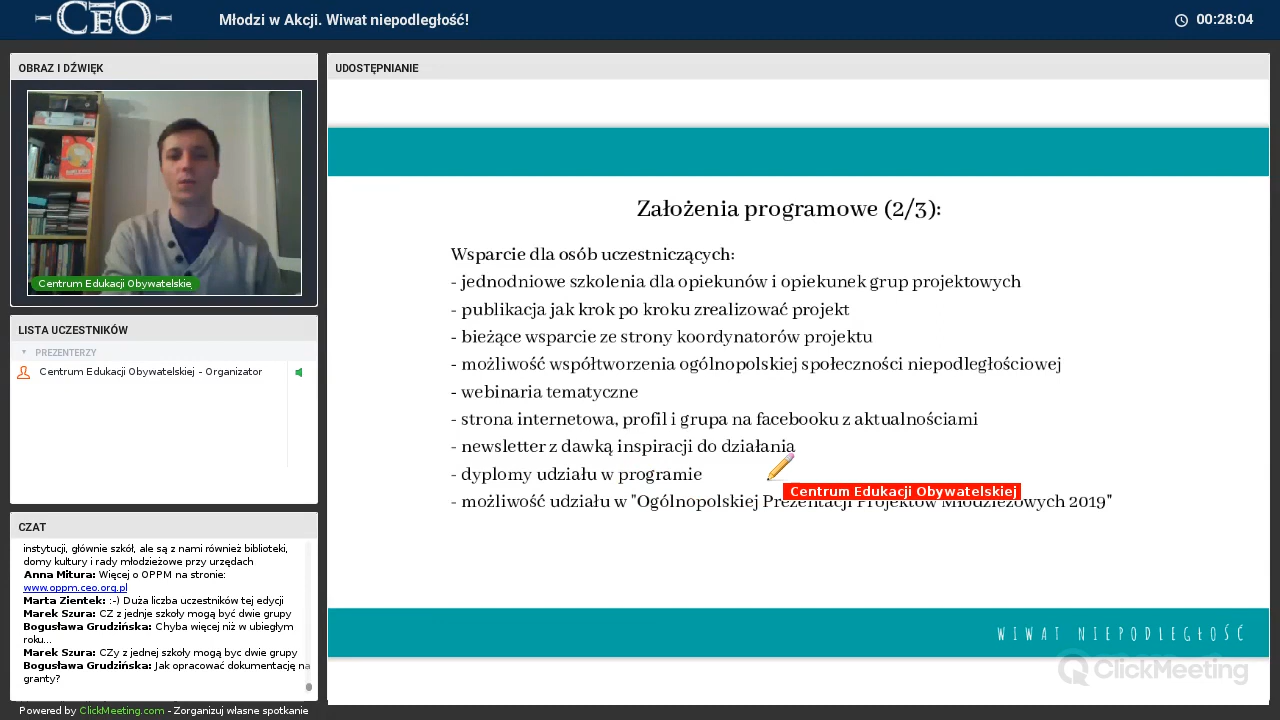 CEO
Młodzi w Akcji. Wiwat niepodległość!
00:28:04
OBRAZ I DŹWIĘK
Centrum Edukacji Obywatelskiej
LISTA UCZESTNIKÓW
PREZENTERZY
Centrum Edukacji Obywatelskiej - Organizator
CZAT
instytucji, głównie szkół, ale są z nami również biblioteki,
domy kultury i rady młodzieżowe przy urzędach
Anna Mitura: Więcej o OPPM na stronie:
www.oppm.ceo.org.pl
Marta Zientek: :-) Duża liczba uczestników tej edycji
Marek Szura: CZ z jednje szkoły mogą być dwie grupy
Bogusława Grudzińska: Chyba więcej niż w ubiegłym
roku...
Marek Szura: CZy z jednej szkoły mogą byc dwie grupy
Bogusława Grudzińska: Jak opracować dokumentację na
granty?
Powered by ClickMeeting.com - Zorganizuj własne spotkanie
UDOSTĘPNIANIE
Założenia programowe (2/3):
Wsparcie dla osób uczestniczących:
- jednodniowe szkolenia dla opiekunów i opiekunek grup projektowych
- publikacja jak krok po kroku zrealizować projekt
- bieżące wsparcie ze strony koordynatorów projektu
- możliwość współtworzenia ogólnopolskiej społeczności niepodległościowej
- webinaria tematyczne
- strona internetowa, profil i grupa na facebooku z aktualnościami
- newsletter z dawką inspiracji do działania
- dyplomy udziału w programie
Centrum Edukacji Obywatelskiej
- możliwość udziału w "Ogólnopolskiej Prezentacji Projektów Młodzieżowych 2019"
WIWAT NIEPODLEGŁOŚĆ
ClickMeeting